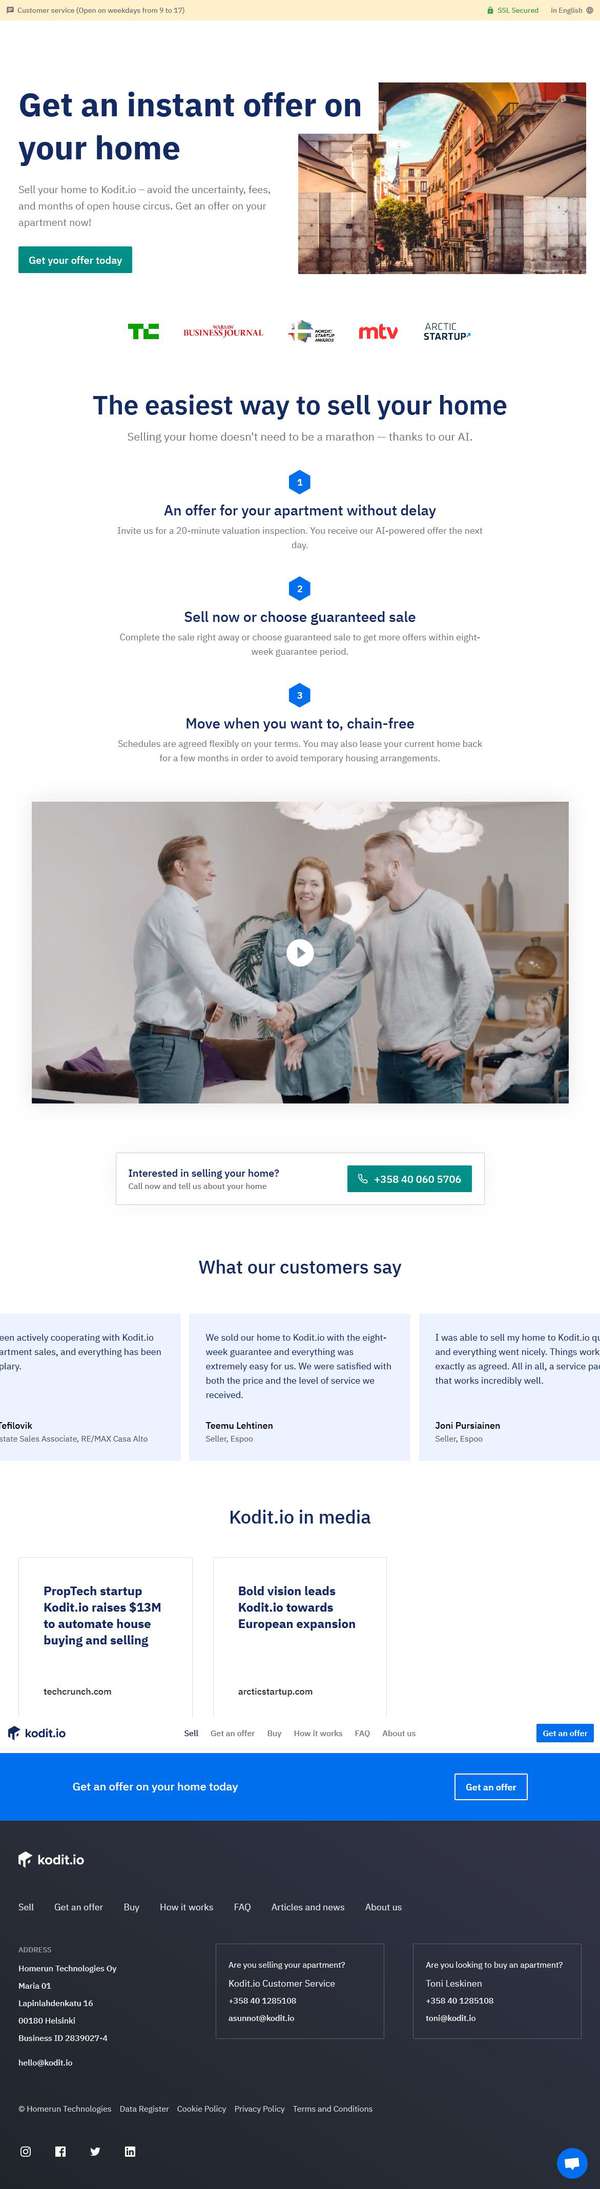 Customer service (Open on weekdays from 9 to 17)
SSL Secured
in English
Get an instant offer on
your home
Sell your home to Kodit.io – avoid the uncertainty, fees,
and months of open house circus. Get an offer on your
apartment now!
Get your offer today
TC
WARSAW
BUSINESS JOURNAL
NORDIC
STARTUP
AWARDS
mtv
ARCTIC
STARTUP
The easiest way to sell your home
Selling your home doesn't need to be a marathon — thanks to our AI.
1
An offer for your apartment without delay
Invite us for a 20-minute valuation inspection. You receive our AI-powered offer the next
day.
2
Sell now or choose guaranteed sale
Complete the sale right away or choose guaranteed sale to get more offers within eight-
week guarantee period.
3
Move when you want to, chain-free
Schedules are agreed flexibly on your terms. You may also lease your current home back
for a few months in order to avoid temporary housing arrangements.
Interested in selling your home?
Call now and tell us about your home
+358 40 060 5706
What our customers say
een actively cooperating with Kodit.io
artment sales, and everything has been
plary.
Tefilovik
state Sales Associate, RE/MAX Casa Alto
We sold our home to Kodit.io with the eight-
week guarantee and everything was
extremely easy for us. We were satisfied with
both the price and the level of service we
received.
Teemu Lehtinen
Seller, Espoo
I was able to sell my home to Kodit.io qu
and everything went nicely. Things work
exactly as agreed. All in all, a service pa
that works incredibly well.
Joni Pursiainen
Seller, Espoo
Kodit.io in media
PropTech startup
Kodit.io raises $13M
to automate house
buying and selling
techcrunch.com
Bold vision leads
Kodit.io towards
European expansion
arcticstartup.com
kodit.io
Sell
Get an offer
Buy
How it works
FAQ
About us
Get an offer
Get an offer on your home today
Get an offer
kodit.io
Sell
Get an offer
Buy
How it works
FAQ
Articles and news
About us
ADDRESS
Homerun Technologies Oy
Maria 01
Lapinlahdenkatu 16
00180 Helsinki
Business ID 2839027-4
hello@kodit.io
Are you selling your apartment?
Kodit.io Customer Service
+358 40 1285108
asunnot@kodit.io
Are you looking to buy an apartment?
Toni Leskinen
+358 40 1285108
toni@kodit.io
© Homerun Technologies
Data Register
Cookie Policy
Privacy Policy
Terms and Conditions